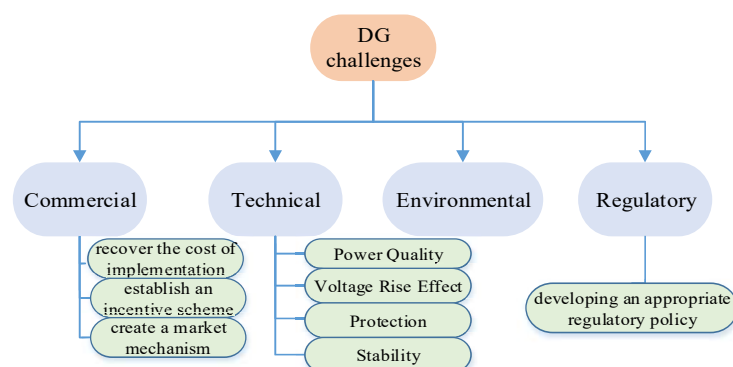 DG
challenges
Commercial
Technical
Environmental
Regulatory
recover the cost of
implementation
establish an
incentive scheme
create a market
mechanism
Power Quality
Voltage Rise Effect
Protection
Stability
developing an appropriate
regulatory policy